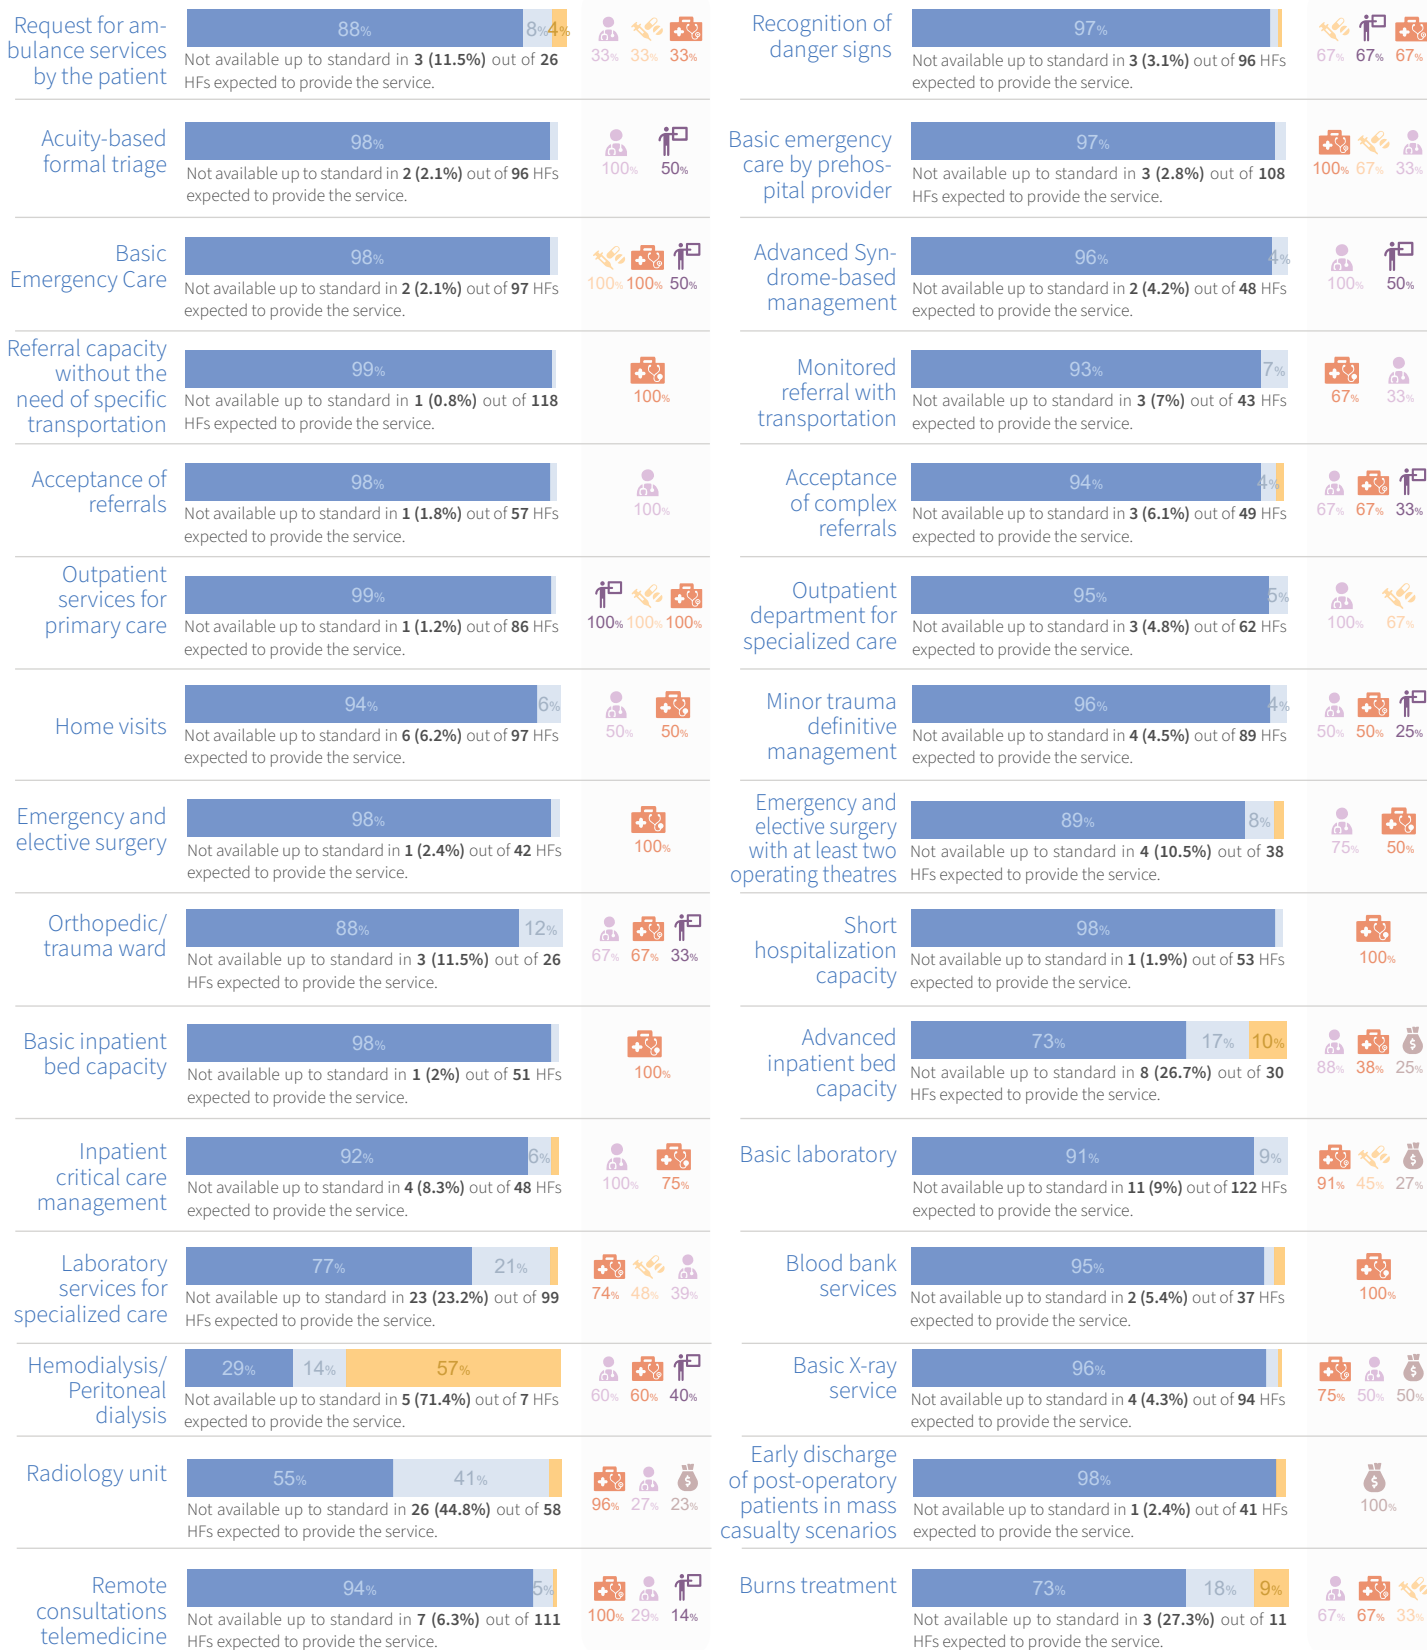 Request for am-
bulance services
by the patient
88%
8%
4%
Not available up to standard in 3 (11.5%) out of 26
HFs expected to provide the service.
33% 33% 33%
Recognition of
danger signs
97%
Not available up to standard in 3 (3.1%) out of 96 HFs
expected to provide the service.
67% 67% 67%
Acuity-based
formal triage
98%
Not available up to standard in 2 (2.1%) out of 96 HFs
expected to provide the service.
100% 50%
Basic emergency
care by prehos-
pital provider
97%
Not available up to standard in 3 (2.8%) out of 108
HFs expected to provide the service.
100% 67% 33%
Basic
Emergency Care
98%
Not available up to standard in 2 (2.1%) out of 97 HFs
expected to provide the service.
100% 100% 50%
Advanced Syn-
drome-based
management
96%
4%
Not available up to standard in 2 (4.2%) out of 48 HFs
expected to provide the service.
100% 50%
Referral capacity
without the
need of specific
transportation
99%
Not available up to standard in 1 (0.8%) out of 118
HFs expected to provide the service.
100%
Monitored
referral with
transportation
93%
7%
Not available up to standard in 3 (7%) out of 43 HFs
expected to provide the service.
67% 33%
Acceptance of
referrals
98%
Not available up to standard in 1 (1.8%) out of 57 HFs
expected to provide the service.
100%
Acceptance
of complex
referrals
94%
4%
Not available up to standard in 3 (6.1%) out of 49 HFs
expected to provide the service.
67% 67% 33%
Outpatient
services for
primary care
99%
Not available up to standard in 1 (1.2%) out of 86 HFs
expected to provide the service.
100% 100% 100%
Outpatient
department for
specialized care
95%
5%
Not available up to standard in 3 (4.8%) out of 62 HFs
expected to provide the service.
100% 67%
Home visits
94%
6%
Not available up to standard in 6 (6.2%) out of 97 HFs
expected to provide the service.
50% 50%
Minor trauma
definitive
management
96%
4%
Not available up to standard in 4 (4.5%) out of 89 HFs
expected to provide the service.
50% 50% 25%
Emergency and
elective surgery
98%
Not available up to standard in 1 (2.4%) out of 42 HFs
expected to provide the service.
100%
Emergency and
elective surgery
with at least two
operating theatres
89%
8%
Not available up to standard in 4 (10.5%) out of 38
HFs expected to provide the service.
75% 50%
Orthopedic/
trauma ward
88%
12%
Not available up to standard in 3 (11.5%) out of 26
HFs expected to provide the service.
67% 67% 33%
Short
hospitalization
capacity
98%
Not available up to standard in 1 (1.9%) out of 53 HFs
expected to provide the service.
100%
Basic inpatient
bed capacity
98%
Not available up to standard in 1 (2%) out of 51 HFs
expected to provide the service.
100%
Advanced
inpatient bed
capacity
73%
17%
10%
Not available up to standard in 8 (26.7%) out of 30
HFs expected to provide the service.
88% 38% 25%
Inpatient
critical care
management
92%
6%
Not available up to standard in 4 (8.3%) out of 48 HFs
expected to provide the service.
100% 75%
Basic laboratory
91%
9%
Not available up to standard in 11 (9%) out of 122 HFs
expected to provide the service.
91% 45% 27%
Laboratory
services for
specialized care
77%
21%
Not available up to standard in 23 (23.2%) out of 99
HFs expected to provide the service.
74% 48% 39%
Blood bank
services
95%
Not available up to standard in 2 (5.4%) out of 37 HFs
expected to provide the service.
100%
Hemodialysis/
Peritoneal
dialysis
29%
14%
57%
Not available up to standard in 5 (71.4%) out of 7 HFs
expected to provide the service.
60% 60% 40%
Basic X-ray
service
96%
Not available up to standard in 4 (4.3%) out of 94 HFs
expected to provide the service.
75% 50% 50%
Radiology unit
55%
41%
Not available up to standard in 26 (44.8%) out of 58
HFs expected to provide the service.
96% 27% 23%
Early discharge
of post-operatory
patients in mass
casualty scenarios
98%
Not available up to standard in 1 (2.4%) out of 41 HFs
expected to provide the service.
100%
Remote
consultations
telemedicine
94%
5%
Not available up to standard in 7 (6.3%) out of 111
HFs expected to provide the service.
100% 29% 14%
Burns treatment
73%
18%
9%
Not available up to standard in 3 (27.3%) out of 11
HFs expected to provide the service.
67% 67% 33%